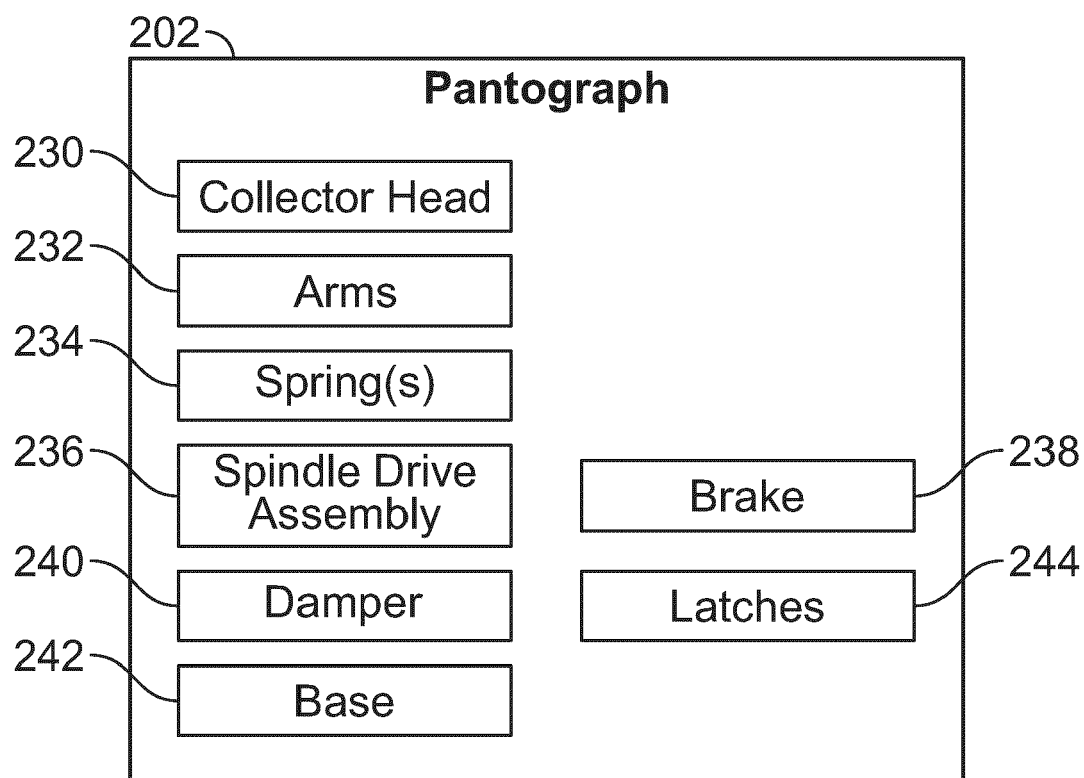 202
Pantograph
230
Collector Head
232
Arms
234
Spring(s)
236
Spindle Drive
Assembly
Brake
238
240
Damper
Latches
244
242
Base